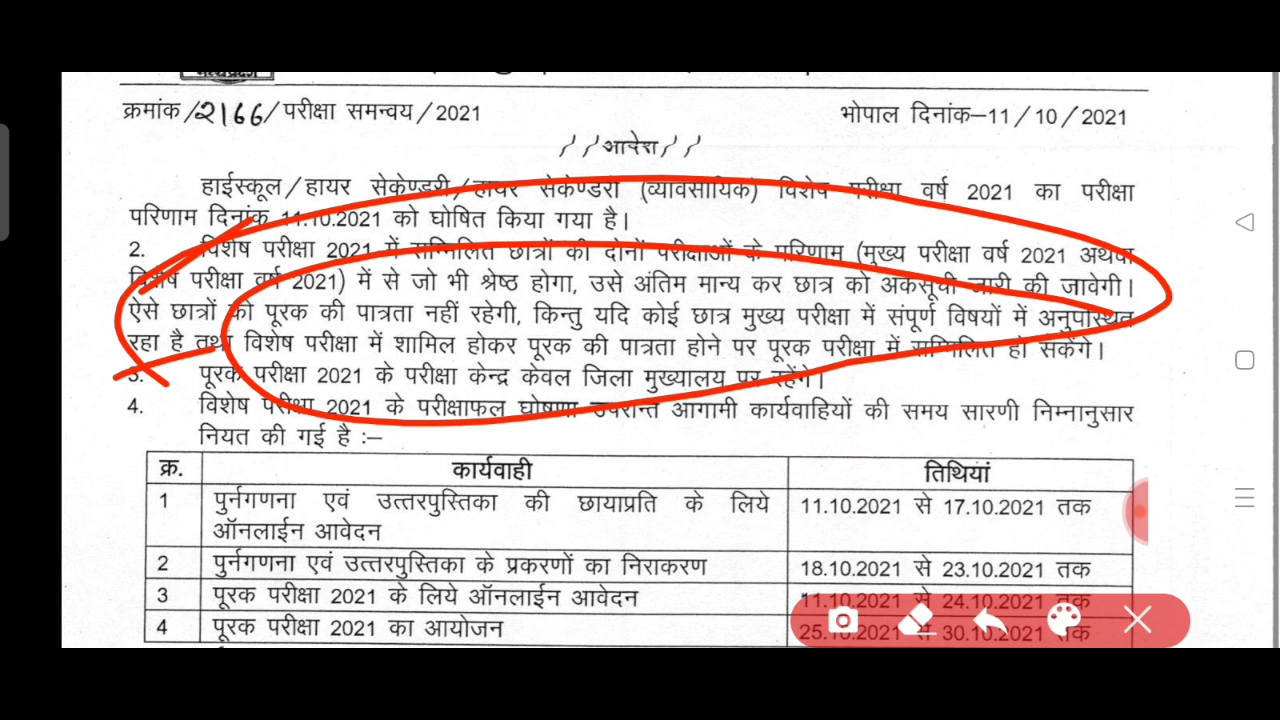 मध्यप्रदेश
क्रमांक/2166/परीक्षा समन्वय/2021 भोपाल दिनांक–11/10/2021
//आदेश//
हाईस्कूल/हायर सेकेण्डरी/हायर सेकेण्डरी (व्यावसायिक) विशेष परीक्षा वर्ष 2021 का परीक्षा
परिणाम दिनांक 11.10.2021 को घोषित किया गया है।
2. विशेष परीक्षा 2021 में सम्मिलित छात्रों की दोनों परीक्षाओं के परिणाम (मुख्य परीक्षा वर्ष 2021 अथवा
विशेष परीक्षा वर्ष 2021) में से जो भी श्रेष्ठ होगा, उसे अंतिम मान्य कर छात्र को अंकसूची जारी की जावेगी।
ऐसे छात्रों को पूरक की पात्रता नहीं रहेगी, किन्तु यदि कोई छात्र मुख्य परीक्षा में संपूर्ण विषयों में अनुपस्थित
रहा है तथा विशेष परीक्षा में शामिल होकर पूरक की पात्रता होने पर पूरक परीक्षा में सम्मिलित हो सकेंगे।
3. पूरक परीक्षा 2021 के परीक्षा केन्द्र केवल जिला मुख्यालय पर रहेंगे।
4. विशेष परीक्षा 2021 के परीक्षाफल घोषणा उपरान्त आगामी कार्यवाहियों की समय सारणी निम्नानुसार
नियत की गई है :–
क्र. कार्यवाही तिथियां
1 पुर्नगणना एवं उत्तरपुस्तिका की छायाप्रति के लिये 11.10.2021 से 17.10.2021 तक
ऑनलाईन आवेदन
2 पुर्नगणना एवं उत्तरपुस्तिका के प्रकरणों का निराकरण 18.10.2021 से 23.10.2021 तक
3 पूरक परीक्षा 2021 के लिये ऑनलाईन आवेदन 11.10.2021 से 24.10.2021 तक
4 पूरक परीक्षा 2021 का आयोजन 25.10.2021 से 30.10.2021 तक